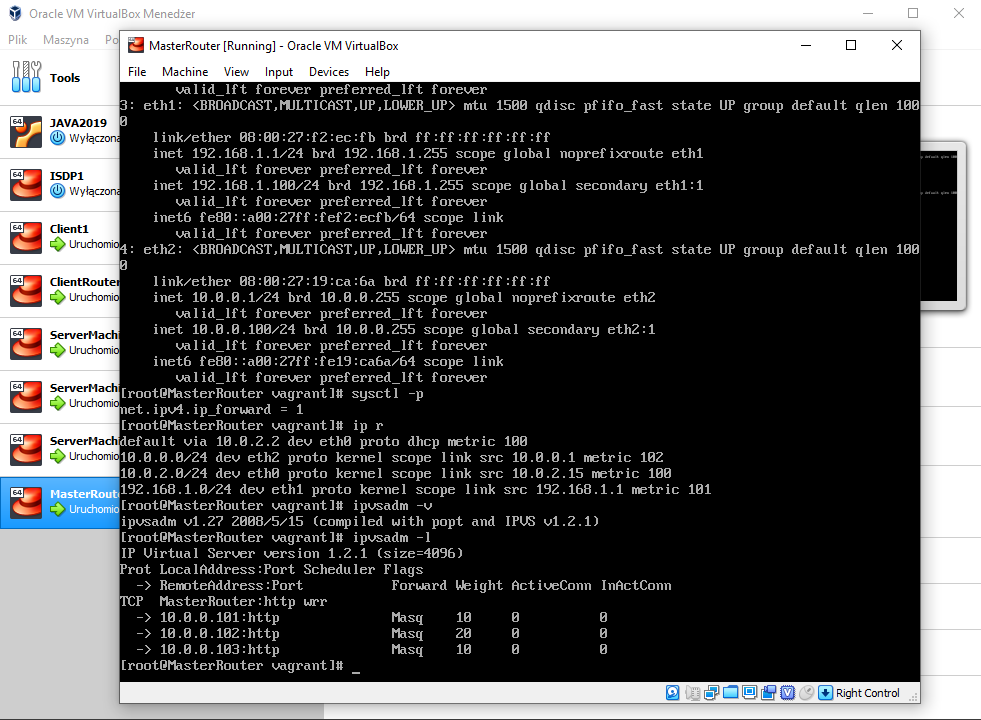 Oracle VM VirtualBox Menedżer
Plik Maszyna Po
Tools
64
JAVA2019
Wyłączona
64
ISDP1
Wyłączona
64
Client1
Uruchomio
64
ClientRouter
Uruchomio
64
ServerMachi
Uruchomio
64
ServerMachi
Uruchomio
64
ServerMachi
Uruchomio
64
MasterRoute
Uruchomio
MasterRouter [Running] - Oracle VM VirtualBox
File Machine View Input Devices Help
valid_lft forever preferred_lft forever
3: eth1: <BROADCAST,MULTICAST,UP,LOWER_UP> mtu 1500 qdisc pfifo_fast state UP group default qlen 100
0
link/ether 08:00:27:f2:ec:fb brd ff:ff:ff:ff:ff:ff
inet 192.168.1.1/24 brd 192.168.1.255 scope global noprefixroute eth1
valid_lft forever preferred_lft forever
inet 192.168.1.100/24 brd 192.168.1.255 scope global secondary eth1:1
valid_lft forever preferred_lft forever
inet6 fe80::a00:27ff:fef2:ecfb/64 scope link
valid_lft forever preferred_lft forever
4: eth2: <BROADCAST,MULTICAST,UP,LOWER_UP> mtu 1500 qdisc pfifo_fast state UP group default qlen 100
0
link/ether 08:00:27:19:ca:6a brd ff:ff:ff:ff:ff:ff
inet 10.0.0.1/24 brd 10.0.0.255 scope global noprefixroute eth2
valid_lft forever preferred_lft forever
inet 10.0.0.100/24 brd 10.0.0.255 scope global secondary eth2:1
valid_lft forever preferred_lft forever
inet6 fe80::a00:27ff:fe19:ca6a/64 scope link
valid_lft forever preferred_lft forever
[root@MasterRouter vagrant]# sysctl -p
net.ipv4.ip_forward = 1
[root@MasterRouter vagrant]# ip r
default via 10.0.2.2 dev eth0 proto dhcp metric 100
10.0.0.0/24 dev eth2 proto kernel scope link src 10.0.0.1 metric 102
10.0.2.0/24 dev eth0 proto kernel scope link src 10.0.2.15 metric 100
192.168.1.0/24 dev eth1 proto kernel scope link src 192.168.1.1 metric 101
[root@MasterRouter vagrant]# ipvsadm -v
ipvsadm v1.27 2008/5/15 (compiled with popt and IPVS v1.2.1)
[root@MasterRouter vagrant]# ipvsadm -l
IP Virtual Server version 1.2.1 (size=4096)
Prot LocalAddress:Port Scheduler Flags
-> RemoteAddress:Port Forward Weight ActiveConn InActConn
TCP MasterRouter:http wrr
-> 10.0.0.101:http Masq 10 0 0
-> 10.0.0.102:http Masq 20 0 0
-> 10.0.0.103:http Masq 10 0 0
[root@MasterRouter vagrant]# _
Right Control